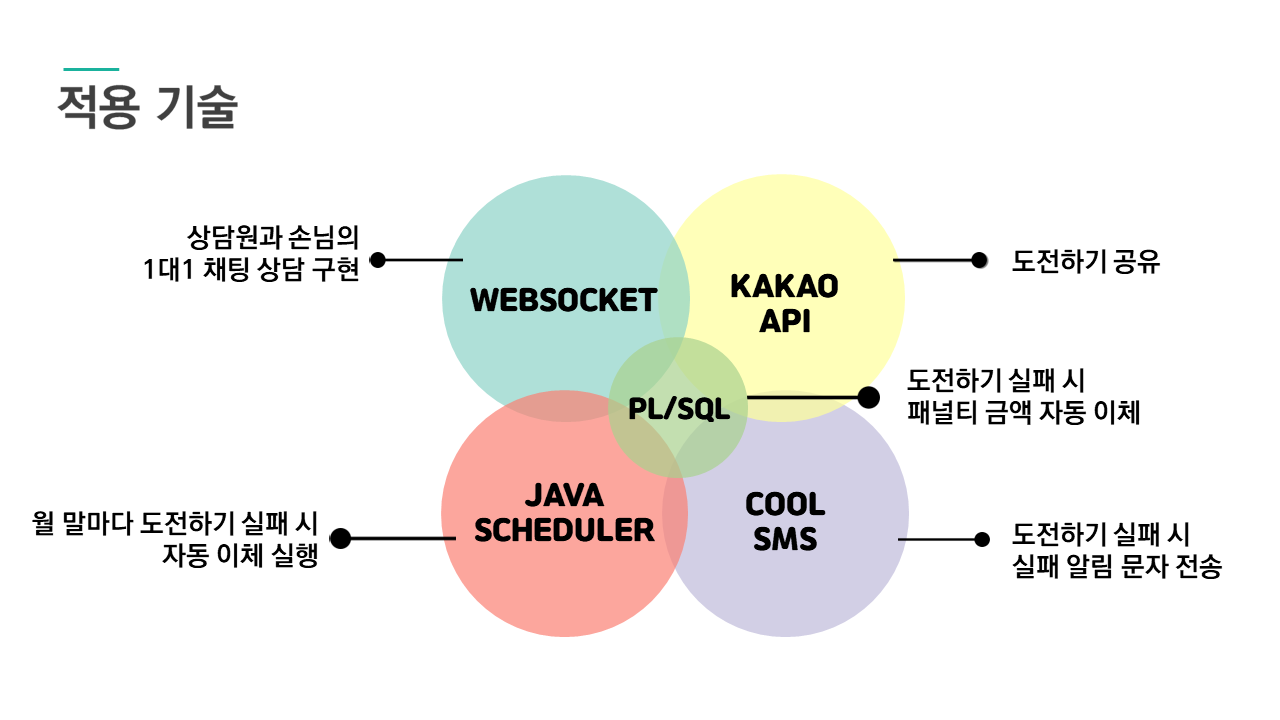 적용 기술
상담원과 손님의
1대1 채팅 상담 구현
WEBSOCKET
KAKAO
API
도전하기 공유
PL/SQL
도전하기 실패 시
패널티 금액 자동 이체
월 말마다 도전하기 실패 시
자동 이체 실행
JAVA
SCHEDULER
COOL
SMS
도전하기 실패 시
실패 알림 문자 전송